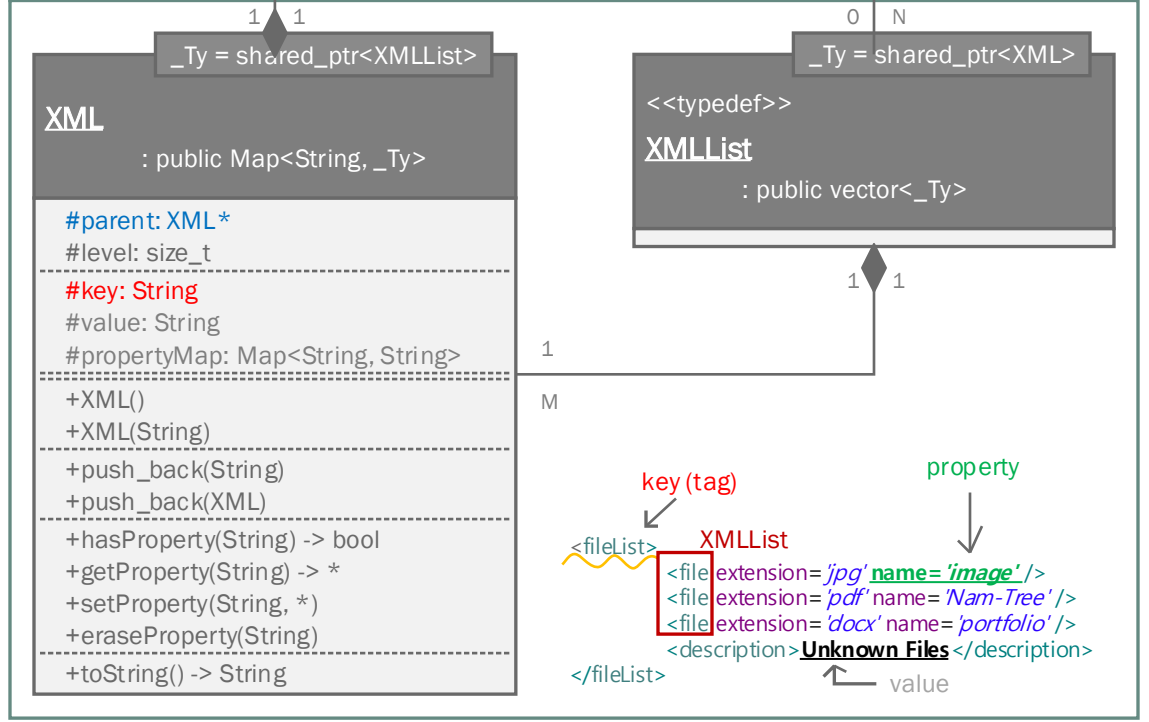 1 1
_Ty = shared_ptr<XMLList>
XML
: public Map<String, _Ty>
#parent: XML*
#level: size_t
#key: String
#value: String
#propertyMap: Map<String, String>
+XML()
+XML(String)
+push_back(String)
+push_back(XML)
+hasProperty(String) -> bool
+getProperty(String) -> *
+setProperty(String, *)
+eraseProperty(String)
+toString() -> String
0 N
_Ty = shared_ptr<XML>
<<typedef>>
XMLList
: public vector<_Ty>
1 1
1
M
key (tag)
property
<fileList>
XMLList
<file extension='jpg' name='image' />
<file extension='pdf' name='Nam-Tree' />
<file extension='docx' name='portfolio' />
<description>Unknown Files</description>
</fileList>
value